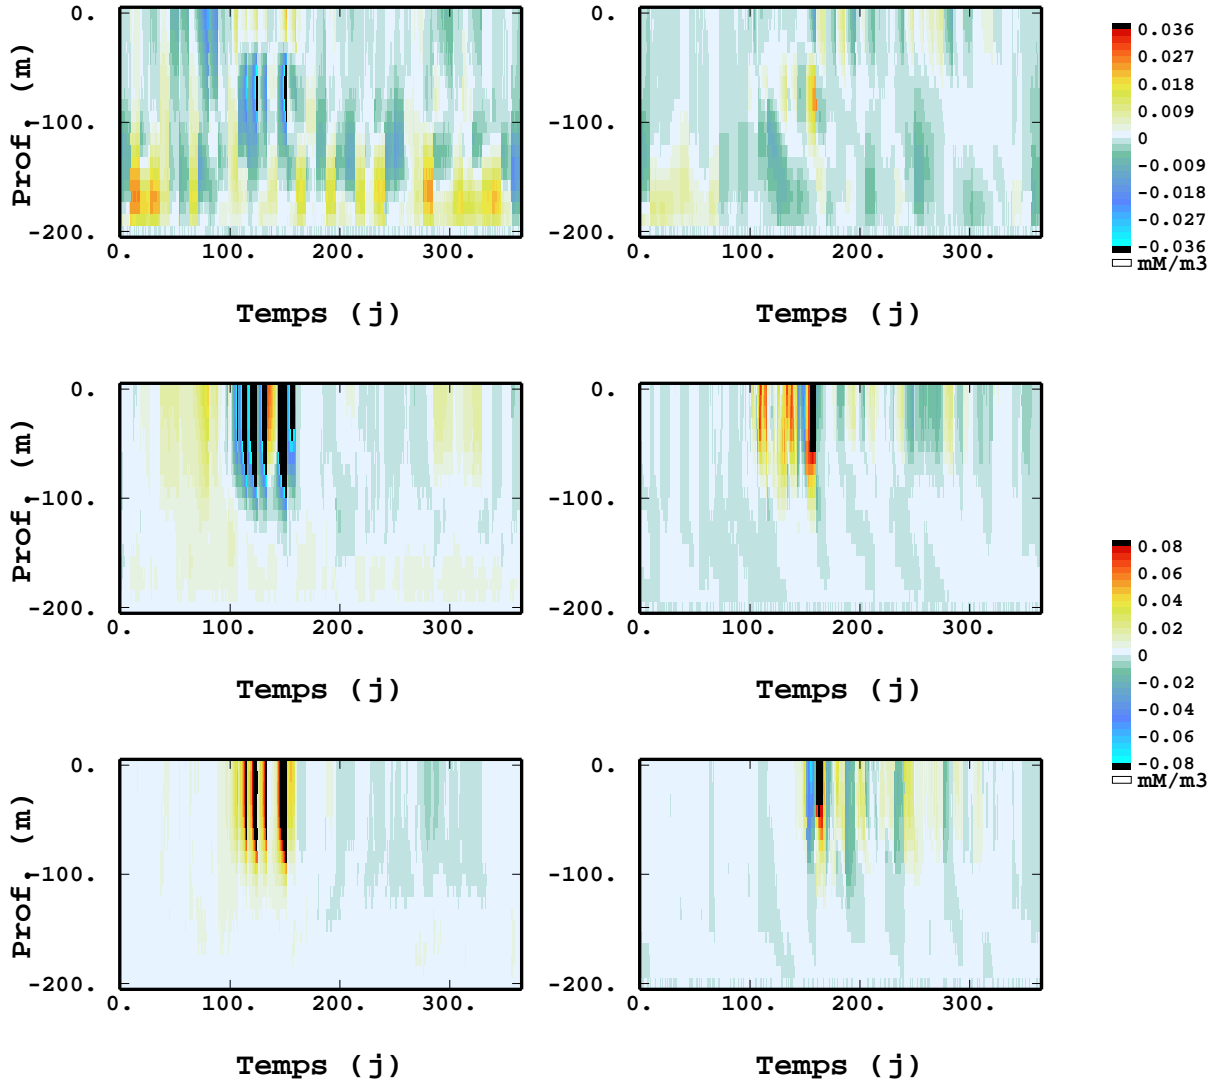 0.
-100.
-200.
Prof. (m)
0. 100. 200. 300.
Temps (j)
0.
-100.
-200.
0. 100. 200. 300.
Temps (j)
0.036
0.027
0.018
0.009
0
-0.009
-0.018
-0.027
-0.036
mM/m3
0.
-100.
-200.
Prof. (m)
0. 100. 200. 300.
Temps (j)
0.
-100.
-200.
0. 100. 200. 300.
Temps (j)
0.08
0.06
0.04
0.02
0
-0.02
-0.04
-0.06
-0.08
mM/m3
0.
-100.
-200.
Prof. (m)
0. 100. 200. 300.
Temps (j)
0.
-100.
-200.
0. 100. 200. 300.
Temps (j)